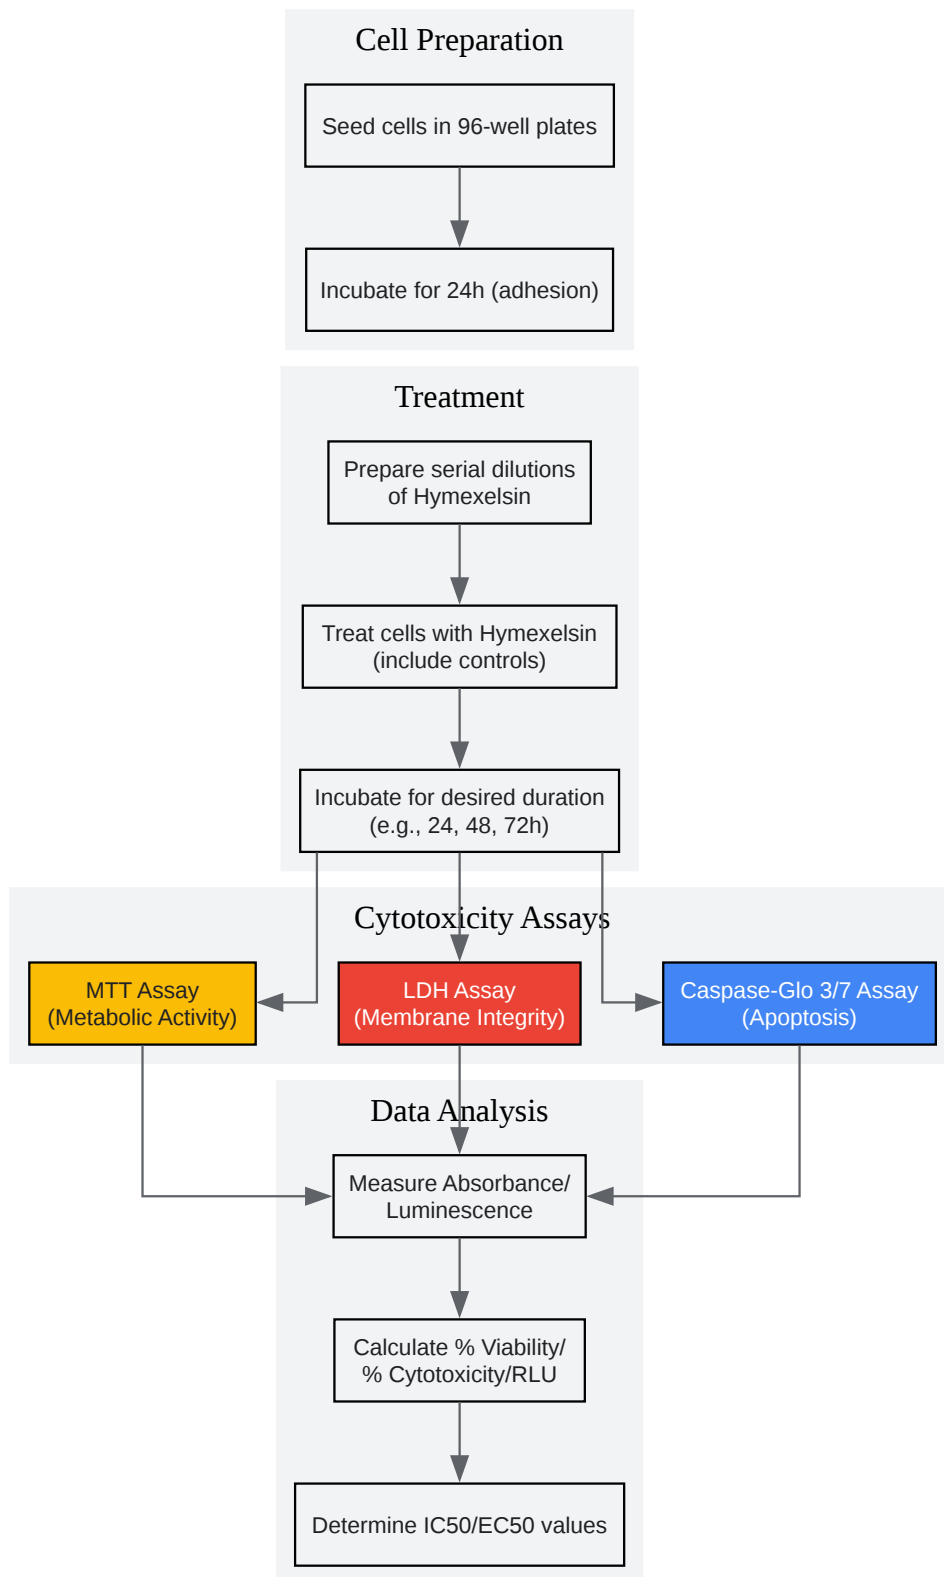 Cell Preparation
Seed cells in 96-well plates
Incubate for 24h (adhesion)
Treatment
Prepare serial dilutions
of Hymexelsin
Treat cells with Hymexelsin
(include controls)
Incubate for desired duration
(e.g., 24, 48, 72h)
Cytotoxicity Assays
MTT Assay
(Metabolic Activity)
LDH Assay
(Membrane Integrity)
Caspase-Glo 3/7 Assay
(Apoptosis)
Data Analysis
Measure Absorbance/
Luminescence
Calculate % Viability/
% Cytotoxicity/RLU
Determine IC50/EC50 values